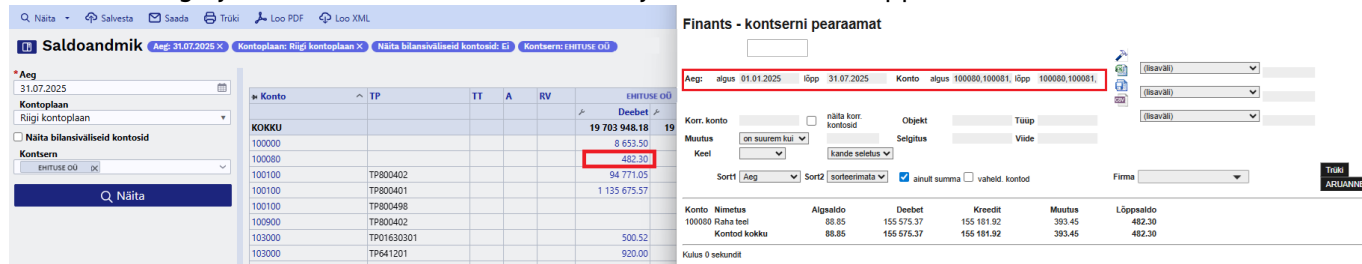 Näita Salvesta Saada Trüki Loo PDF Loo XML
Saldoandmik Aeg: 31.07.2025 × Kontoplaan: Riigi kontoplaan × Näita bilansiväliseid kontosid: Ei Kontsern: EHITUSE OÜ
*Aeg
31.07.2025
Kontoplaan
Riigi kontoplaan
Näita bilansiväliseid kontosid
Kontsern
EHITUSE OÜ
Näita
Konto TP TT A RV EHITUSE OÜ
Deebet
KOKKU 19 703 948.18 19
100000 8 653.50
100080 482.30
100100 TP800402 94 771.05
100100 TP800401 1 135 675.57
100100 TP800498
100900 TP800402
103000 TP01630301 500.52
103000 TP641201 920.00
Finants - kontserni pearaamat
Aeg: algus 01.01.2025 lõpp 31.07.2025 Konto algus 100080,100081, lõpp 100080,100081,
(lisaväli)
(lisaväli)
(lisaväli)
Korr. konto näita korr. kontosid Objekt Tüüp
Muutus on suurem kui Selgitus Viide
Keel kande seletus
Sort1 Aeg Sort2 sorteerimata ainult summa vaheld. kontod Firma
Trüki
ARUANNE
Konto Nimetus Algsaldo Deebet Kreedit Muutus Lõppsaldo
100080 Raha teel 88.85 155 575.37 155 181.92 393.45 482.30
Kontod kokku 88.85 155 575.37 155 181.92 393.45 482.30
Kulus 0 sekundit